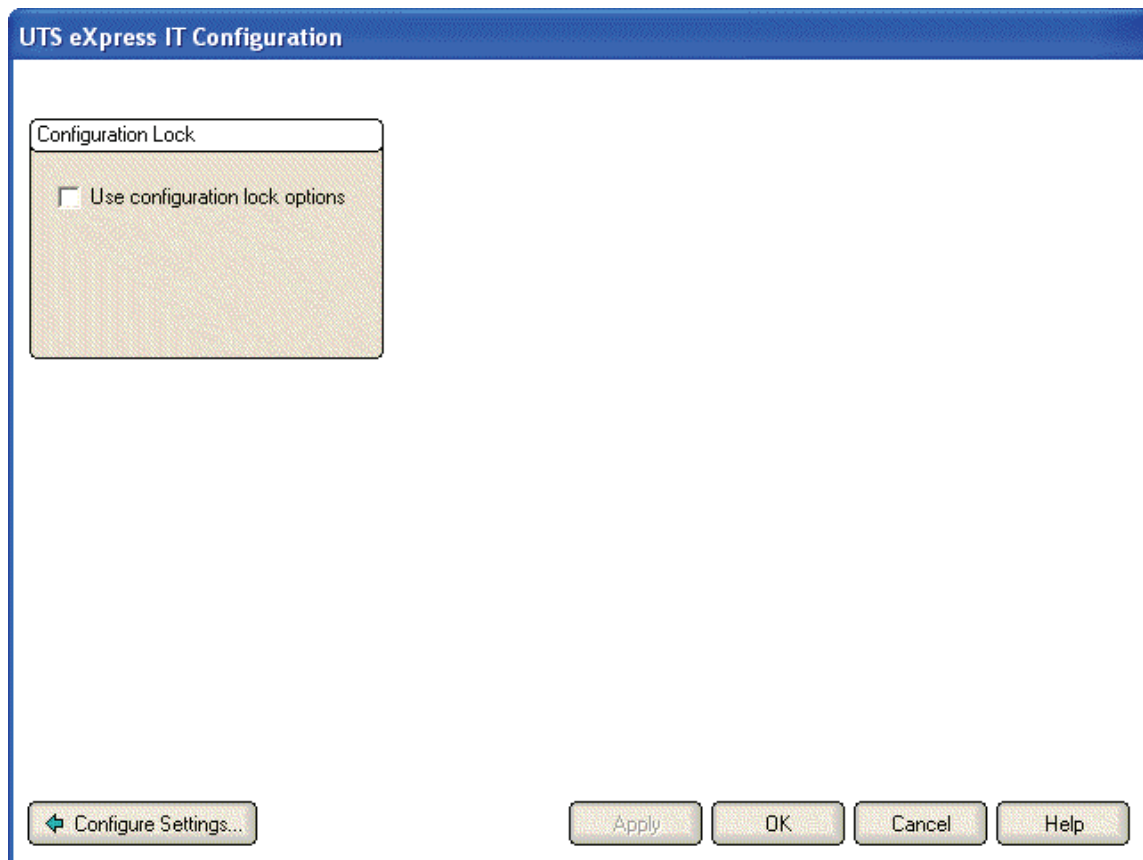 UTS eXpress IT Configuration
Configuration Lock
Use configuration lock options
Configure Settings...
Apply
OK
Cancel
Help